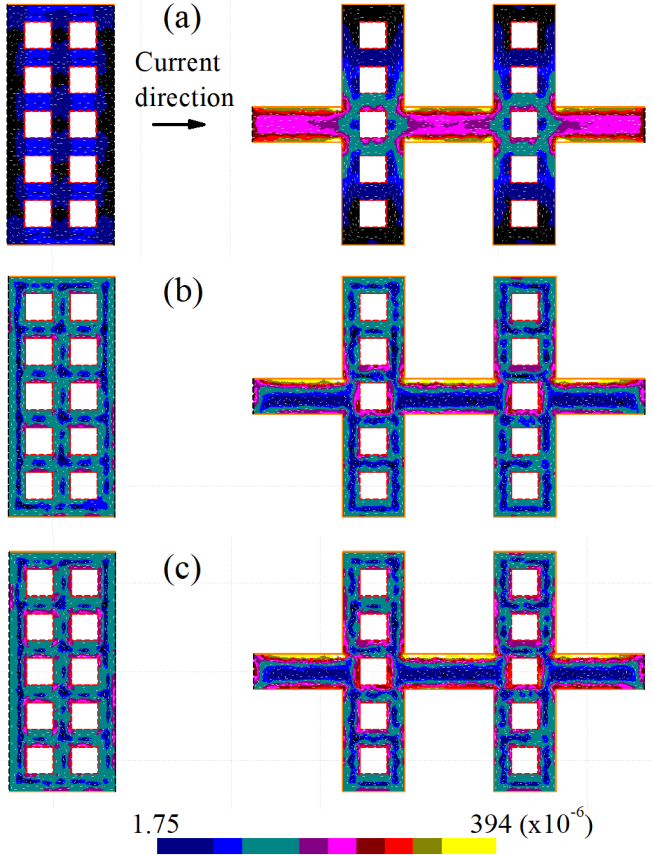 (a)
Current
direction
(b)
(c)
1.75 394 (x10⁻⁶)